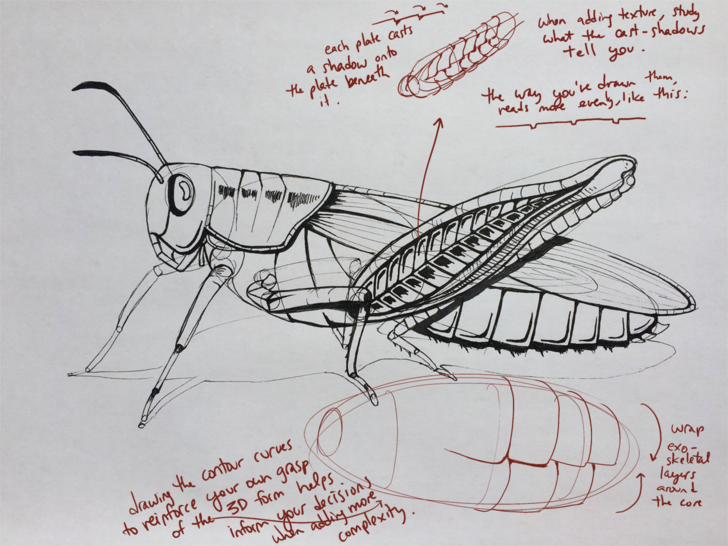 each plate casts
a shadow onto
the plate beneath
it.
when adding texture, study
what the cast-shadows
tell you.
the way you've drawn them,
reads more evenly, like this:
drawing the contour curves
to reinforce your own grasp
of the 3D form helps
inform your decisions
when adding more
complexity.
wrap
exo-
skeletal
layers
around
the core